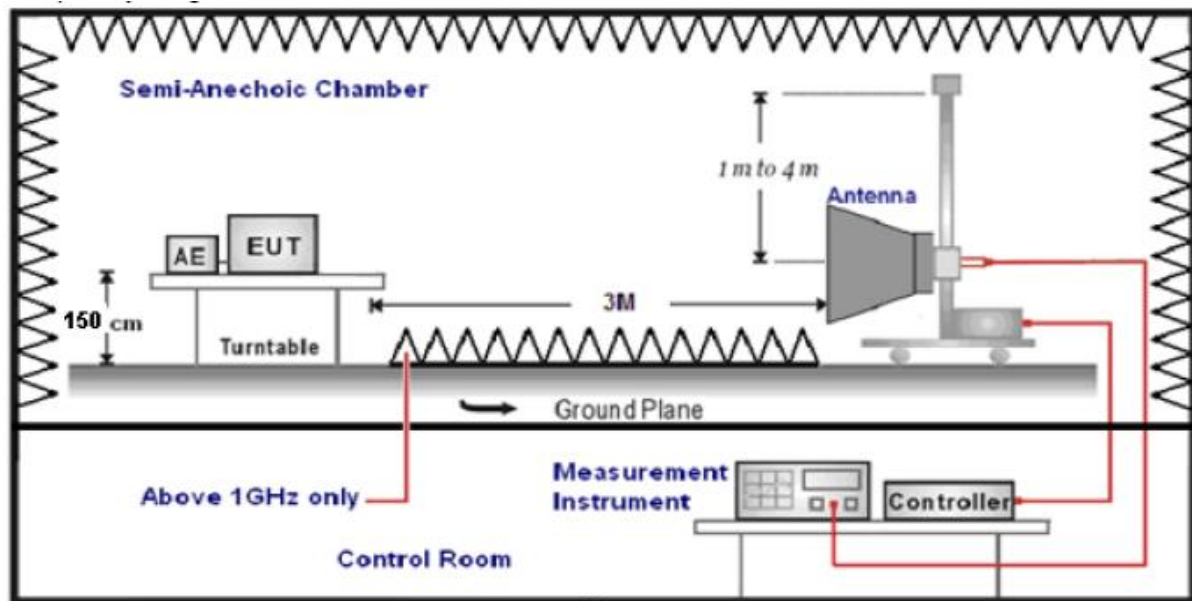 Semi-Anechoic Chamber
1 m to 4 m
Antenna
AE
EUT
3M
150 cm
Turntable
Ground Plane
Above 1GHz only
Measurement
Instrument
Controller
Control Room